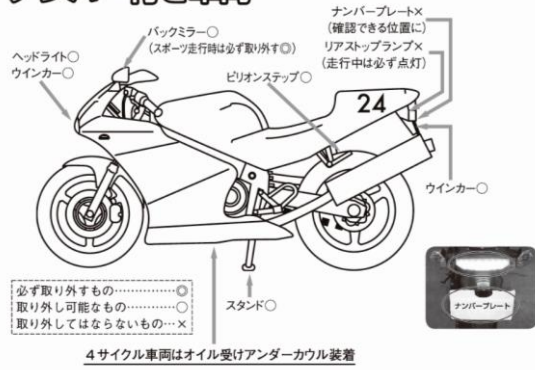 バックミラー○
(スポーツ走行時は必ず取り外す◎)
ナンバープレート×
(確認できる位置に)
リアストップランプ×
(走行中は必ず点灯)
ヘッドライト○
ウインカー○
ピリオンステップ○
24
ウインカー○
ナンバープレート
必ず取り外すもの…………◎
取り外し可能なもの………○
取り外してはならないもの…×
スタンド○
4サイクル車両はオイル受けアンダーカウル装着